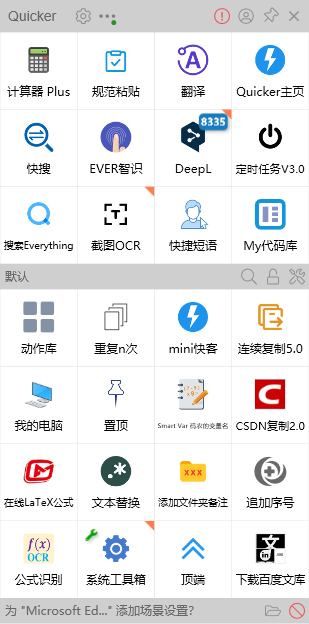 Quicker
计算器 Plus
规范粘贴
翻译
Quicker主页
8335
快搜
EVER智识
DeepL
定时任务V3.0
搜索Everything
截图OCR
快捷短语
My代码库
默认
动作库
重复n次
mini快客
连续复制5.0
我的电脑
置顶
Smart Var 码农的变量名
CSDN复制2.0
在线LaTeX公式
文本替换
xxx
添加文件夹备注
追加序号
f(x)
OCR
公式识别
系统工具箱
顶端
文
下载百度文库
为 "Microsoft Ed..." 添加场景设置?